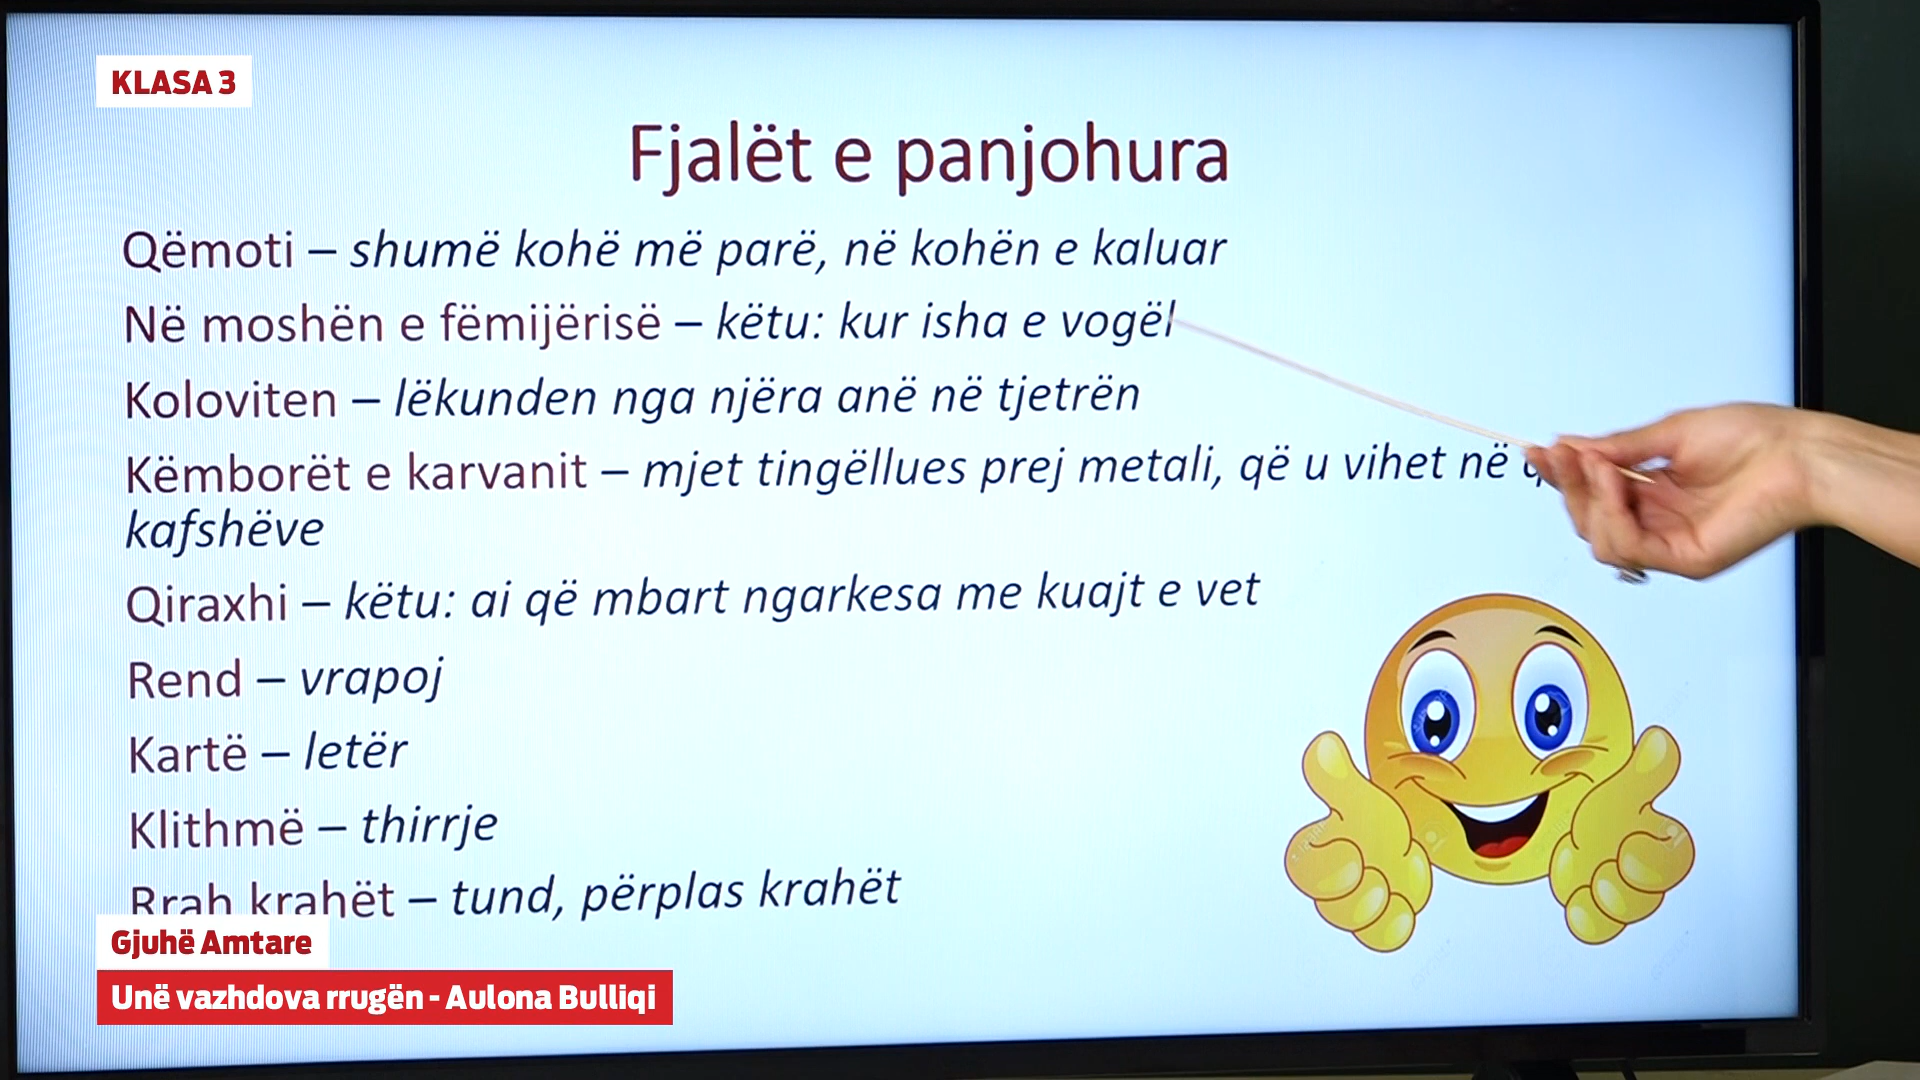 KLASA 3
Fjalët e panjohura
Qëmoti – shumë kohë më parë, në kohën e kaluar
Në moshën e fëmijërisë – këtu: kur isha e vogël
Koloviten – lëkunden nga njëra anë në tjetrën
Këmborët e karvanit – mjet tingëllues prej metali, që u vihet në
kafshëve
Qiraxhi – këtu: ai që mbart ngarkesa me kuajt e vet
Rend – vrapoj
Kartë – letër
Klithmë – thirrje
Rrah krahët – tund, përplas krahët
Gjuhë Amtare
Unë vazhdova rrugën - Aulona Bulliqi